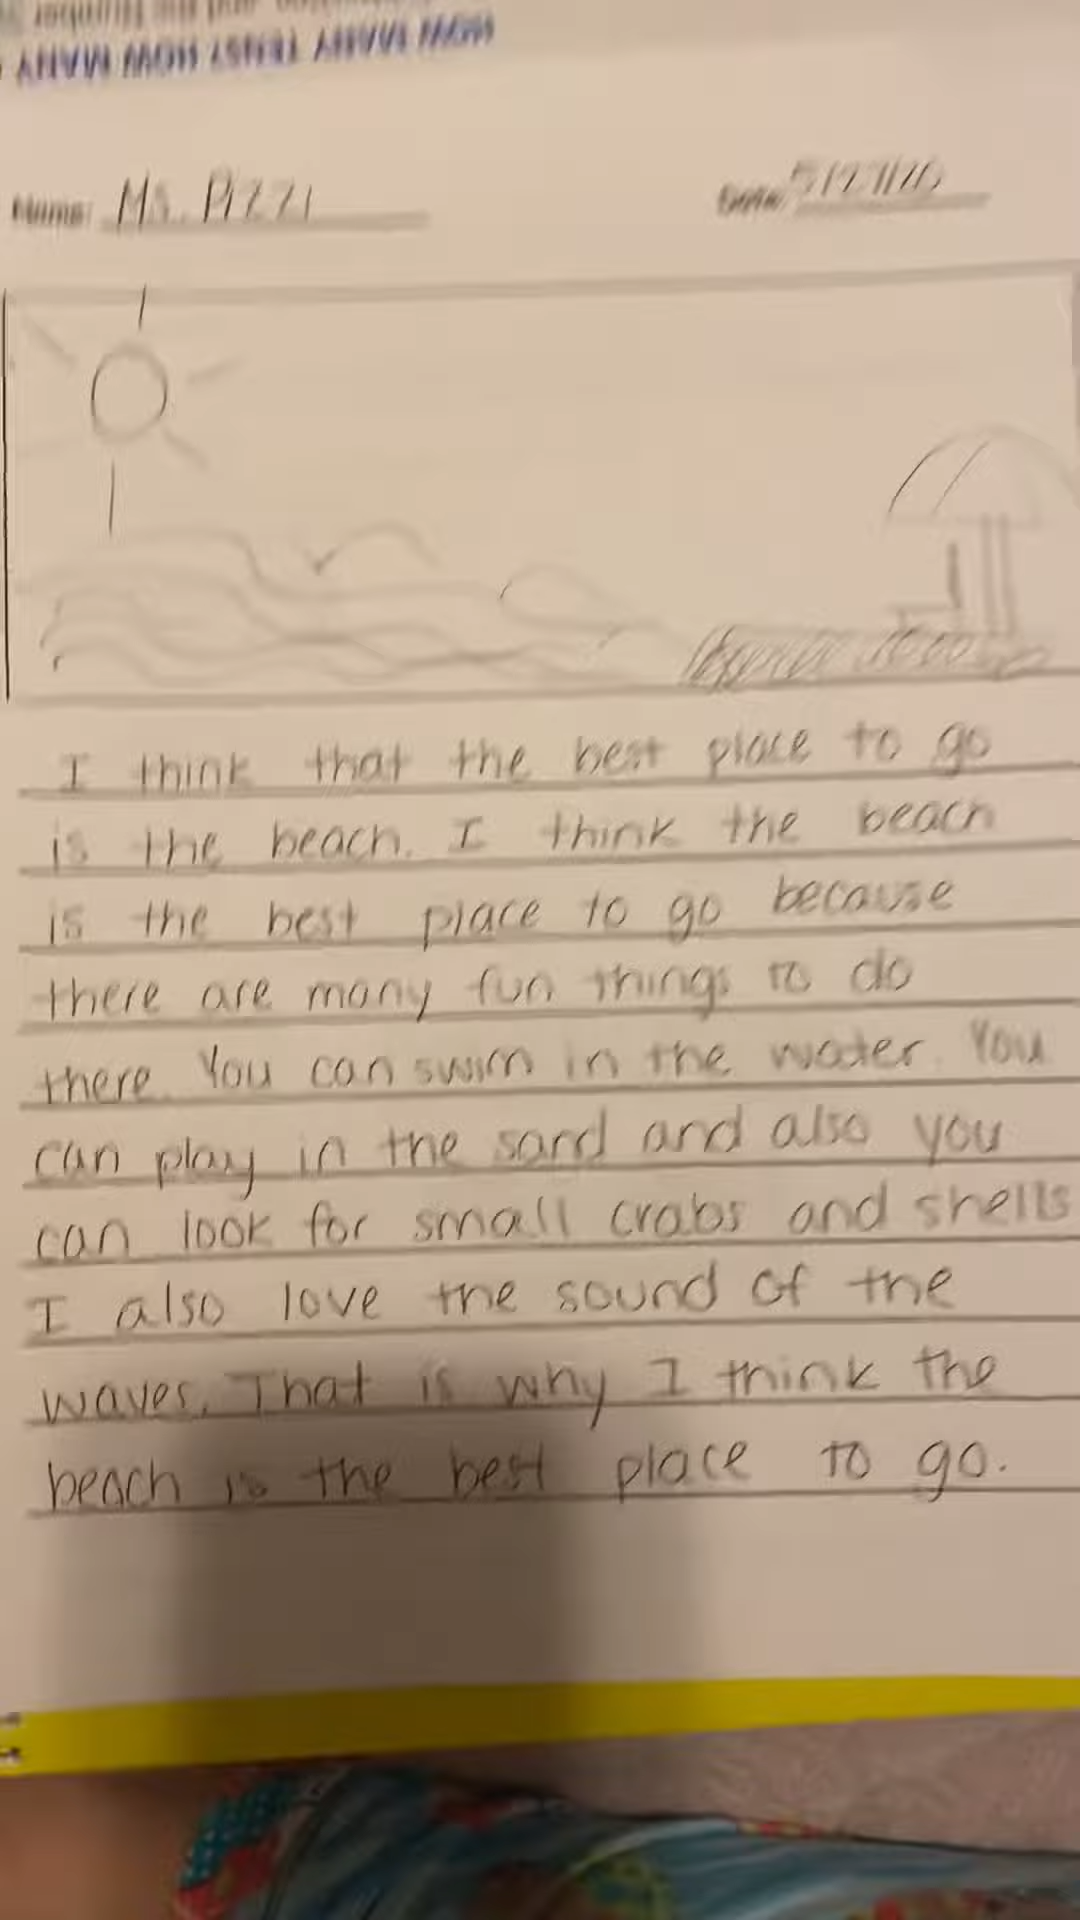 Name: Ms. Pizzi
Date:
I think that the best place to go
is the beach. I think the beach
is the best place to go because
there are many fun things to do
there. You can swim in the water. You
can play in the sand and also you
can look for small crabs and shells
I also love the sound of the
waves. That is why I think the
beach is the best place to go.